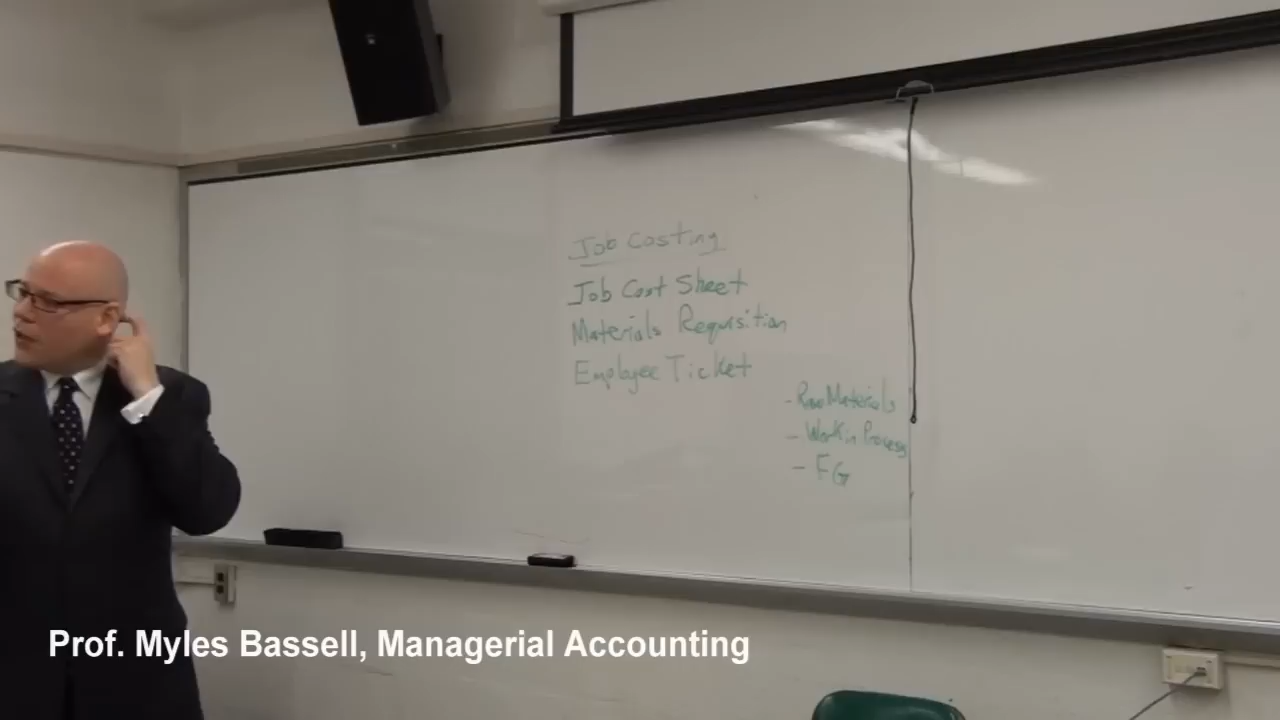 Job Costing
Job Cost Sheet
Materials Requisition
Employee Ticket
- Raw Materials
- Work in Process
- FG
Prof. Myles Bassell, Managerial Accounting